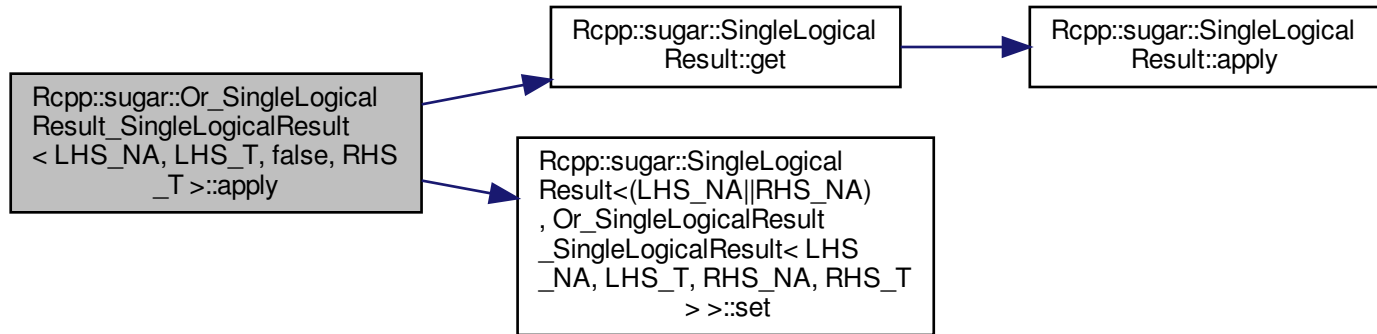 Rcpp::sugar::Or_SingleLogical
Result_SingleLogicalResult
< LHS_NA, LHS_T, false, RHS
_T >::apply
Rcpp::sugar::SingleLogical
Result::get
Rcpp::sugar::SingleLogical
Result::apply
Rcpp::sugar::SingleLogical
Result<(LHS_NA||RHS_NA)
, Or_SingleLogicalResult
_SingleLogicalResult< LHS
_NA, LHS_T, RHS_NA, RHS_T
> >::set